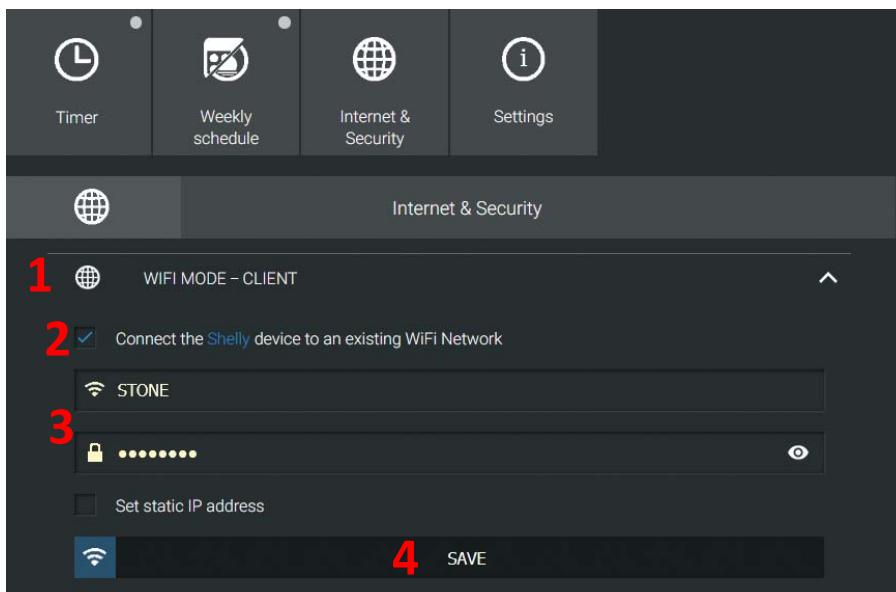 Timer
Weekly
schedule
Internet &
Security
Settings
Internet & Security
1 WIFI MODE – CLIENT
2 Connect the Shelly device to an existing WiFi Network
STONE
3
••••••••
Set static IP address
4 SAVE